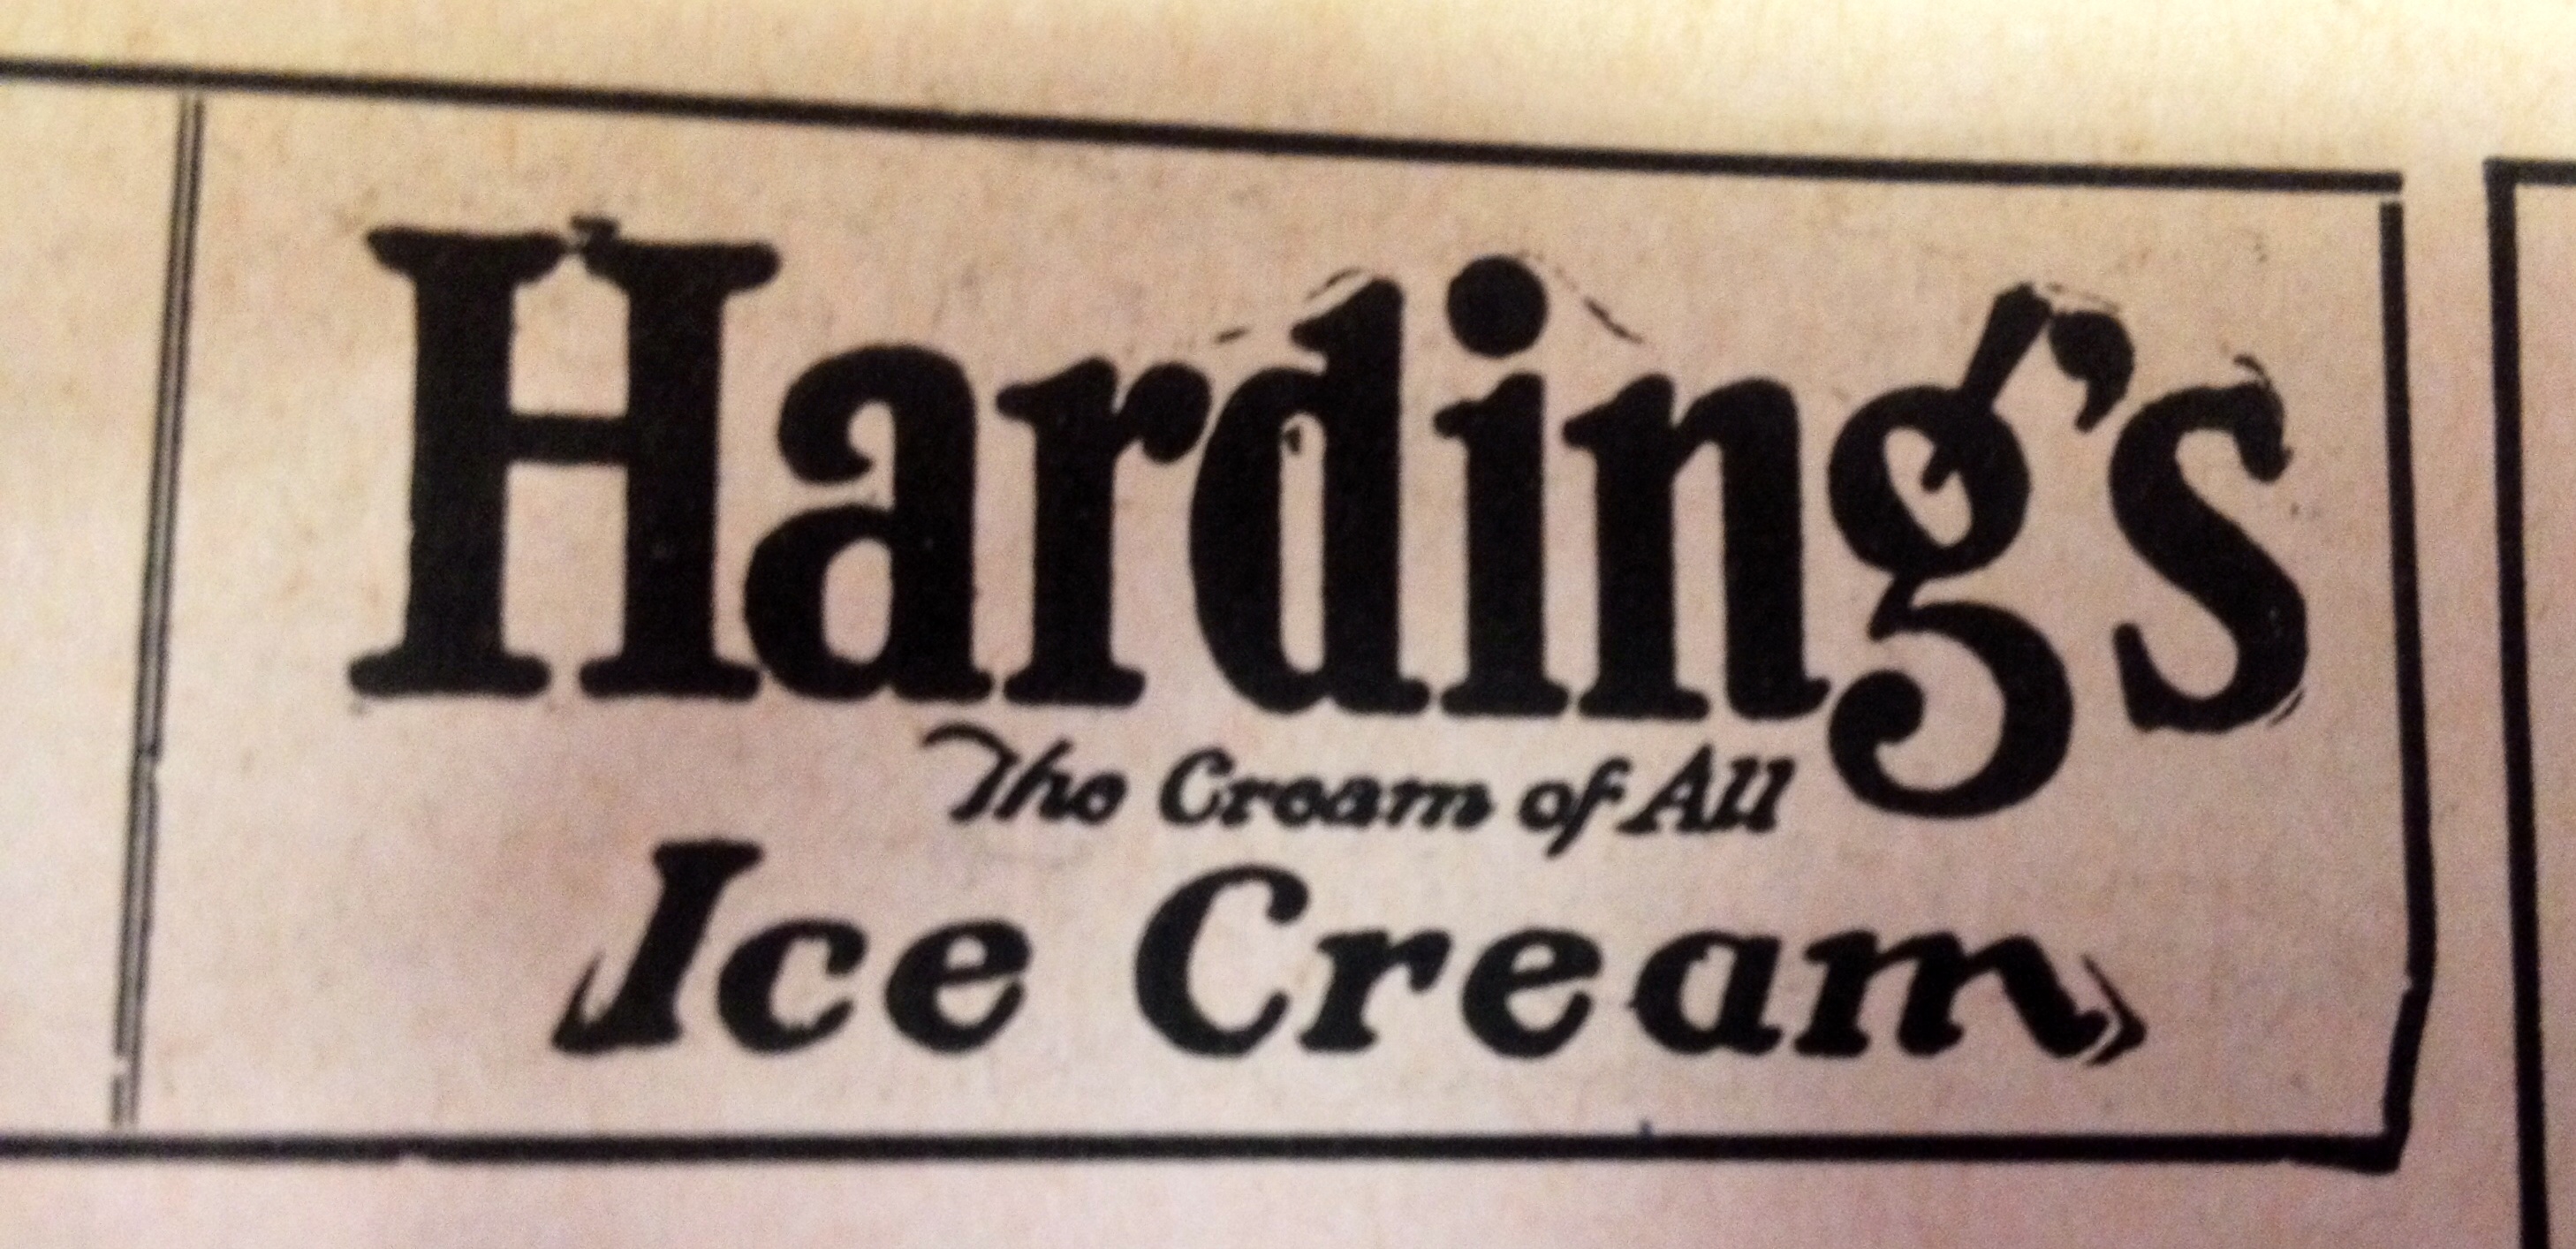 Harding's
The Cream of All
Ice Cream